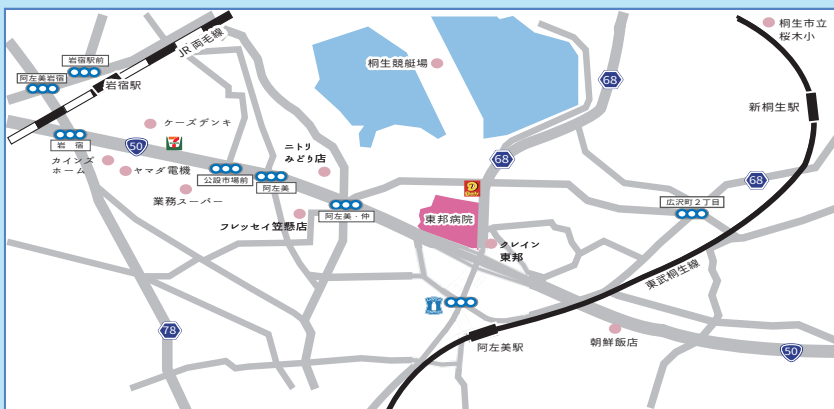 JR両毛線
桐生市立
桜木小
岩宿駅前
桐生競艇場
68
阿左美岩宿
岩宿駅
新桐生駅
ケーズデンキ
50
岩 宿
7
ニトリ
みどり店
68
カインズ
ホーム
ヤマダ電機
公設市場前
阿左美
68
業務スーパー
広沢町2丁目
阿左美・仲
東邦病院
フレッセイ笠懸店
クレイン
東邦
東武桐生線
78
朝鮮飯店
阿左美駅
50